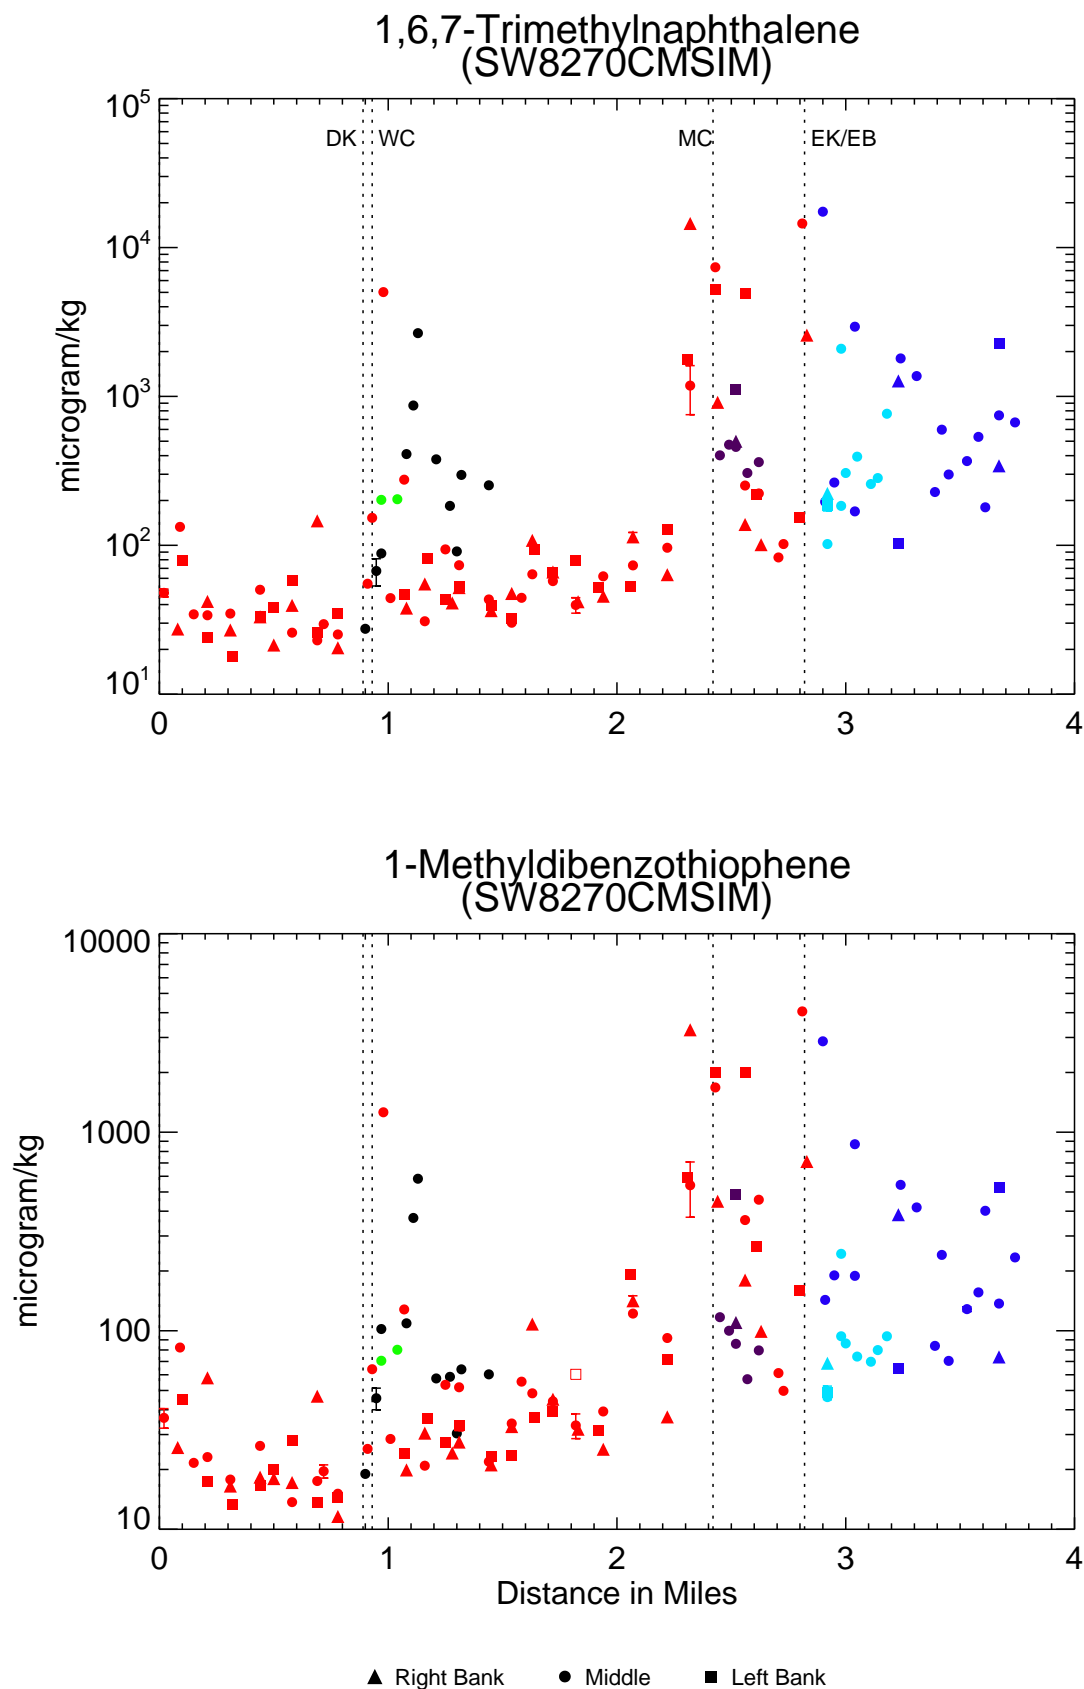 1,6,7-Trimethylnaphthalene
(SW8270CMSIM)
10^5
DK WC MC EK/EB
10^4
microgram/kg
10^3
10^2
10^1
0 1 2 3 4
1-Methyldibenzothiophene
(SW8270CMSIM)
10000
1000
microgram/kg
100
10
0 1 2 3 4
Distance in Miles
Right Bank Middle Left Bank